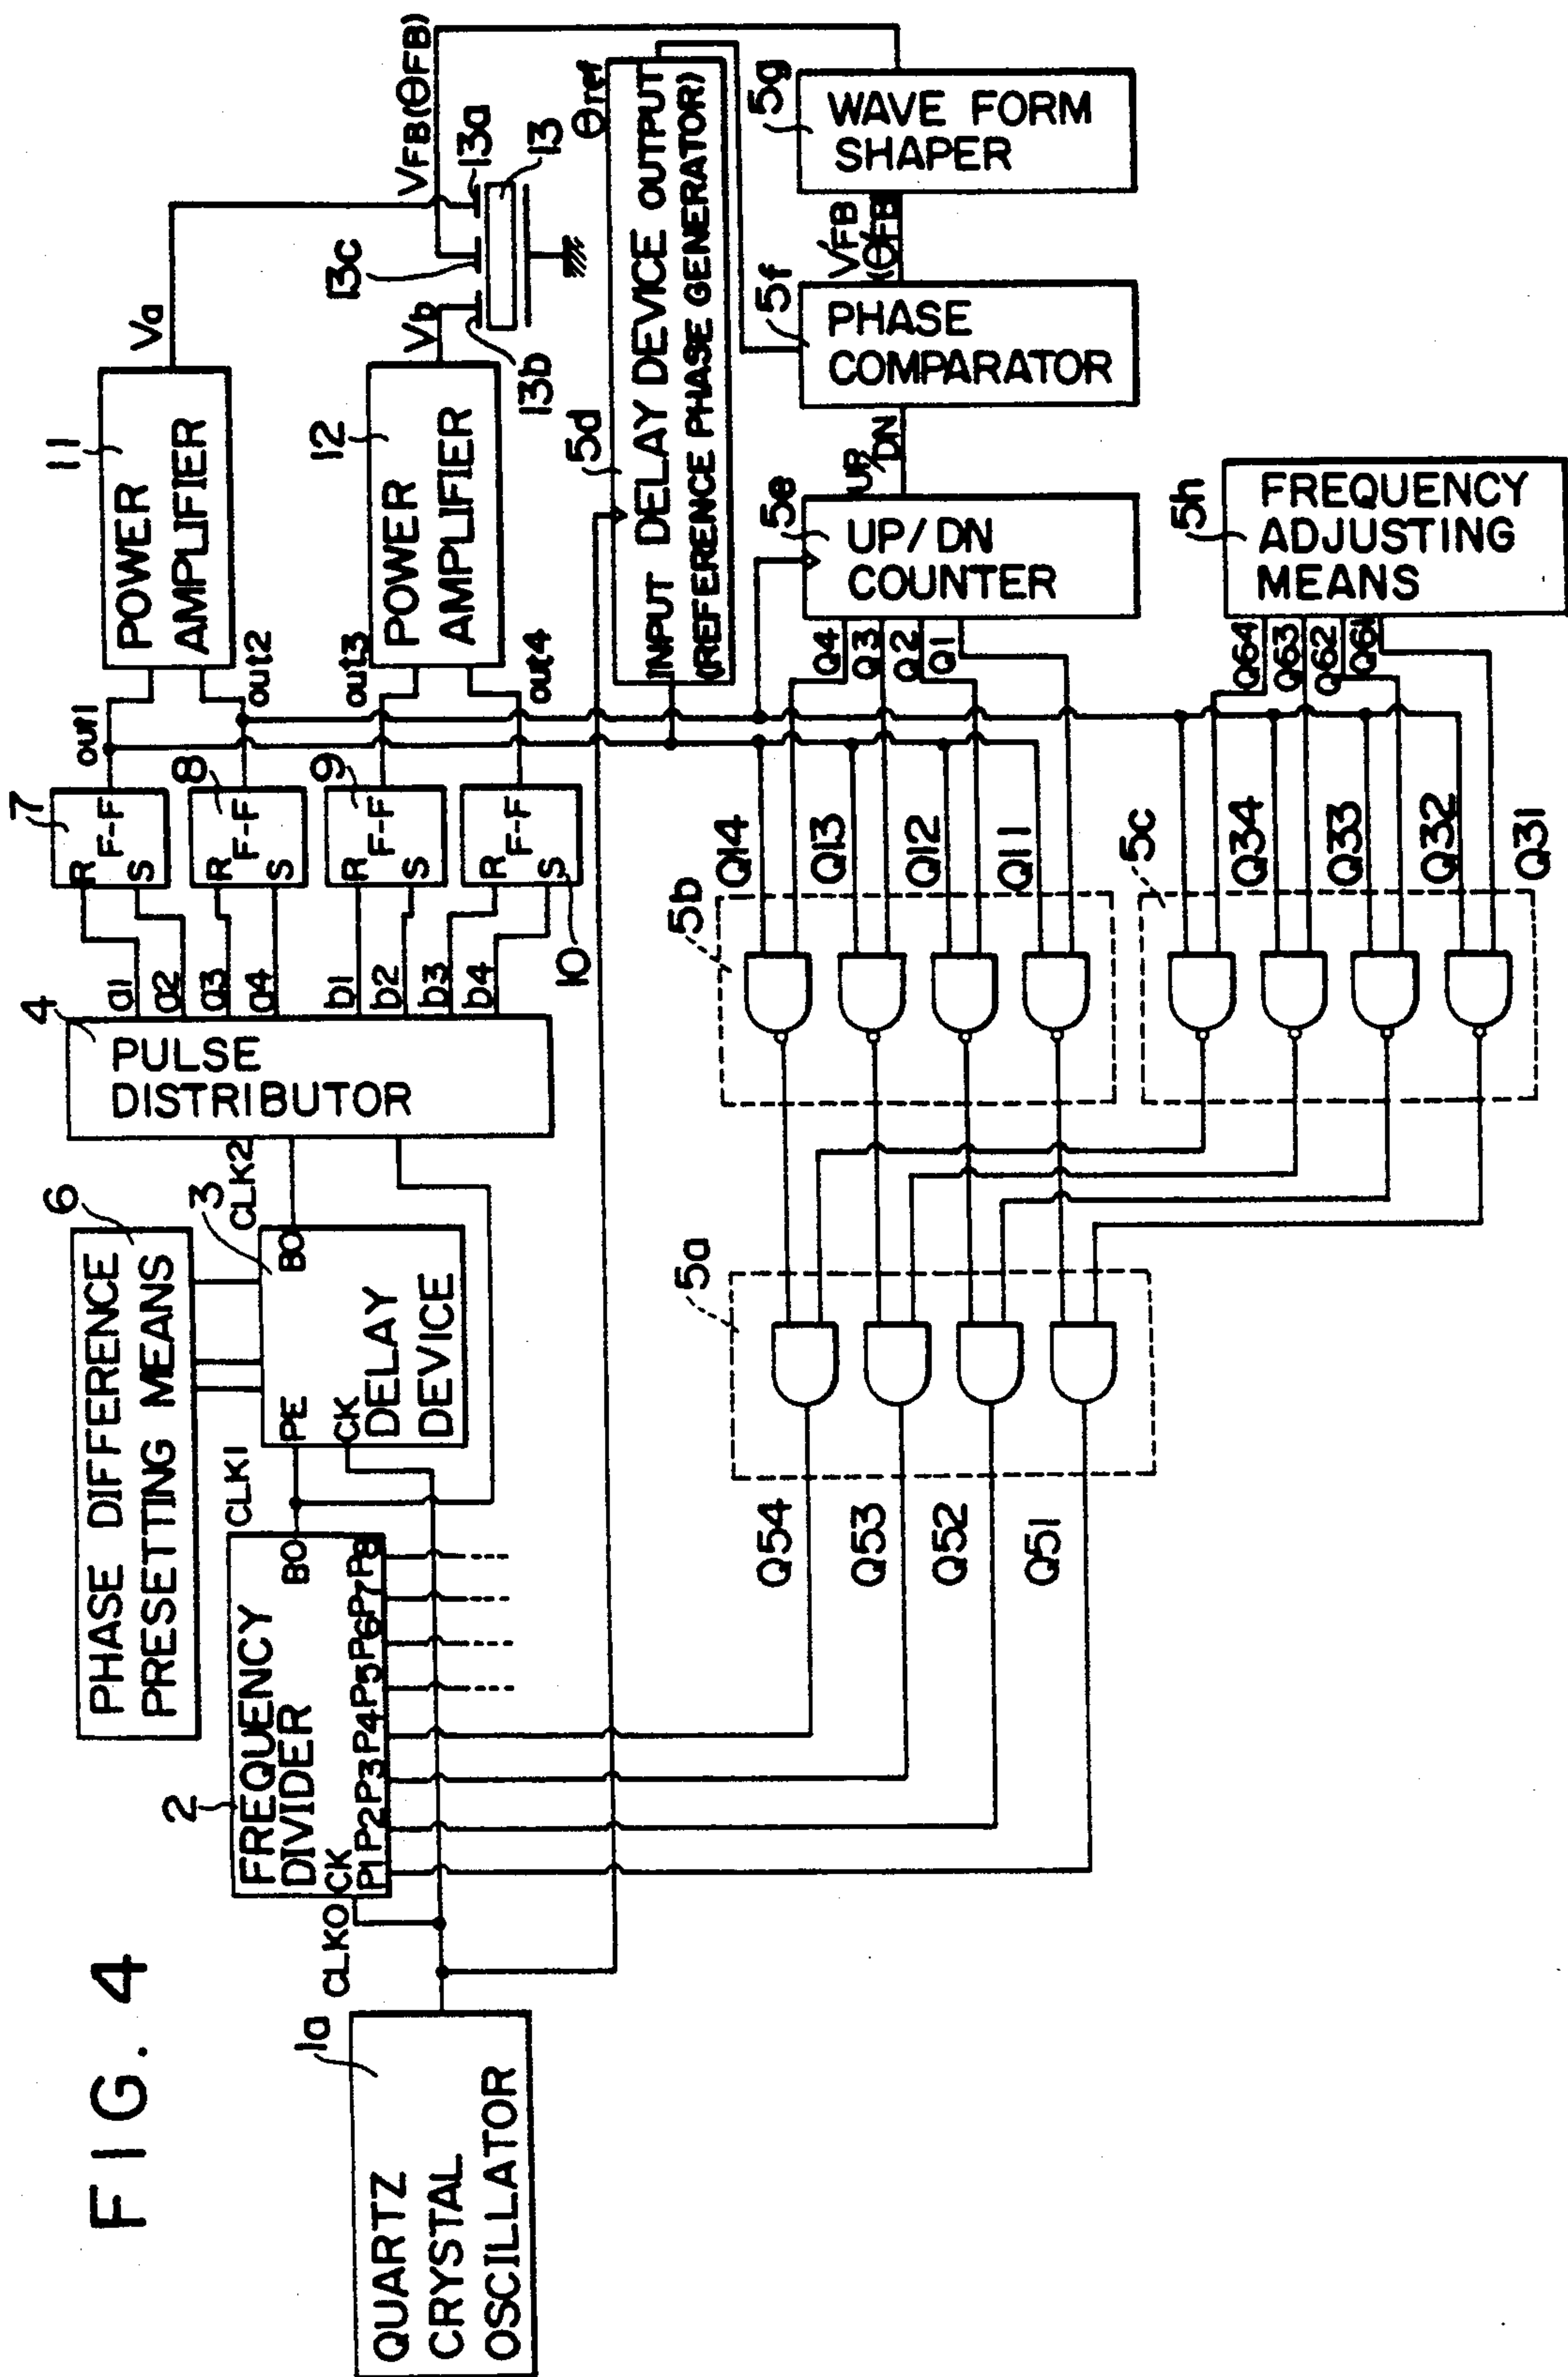 FIG. 4
1a
QUARTZ
CRYSTAL
OSCILLATOR
CLK0
2
FREQUENCY
DIVIDER
CK
BO
P1 P2 P3 P4 P5 P6 P7 P8
CLK1
6
PHASE DIFFERENCE
PRESETTING MEANS
3
PE
BO
CK
DELAY
DEVICE
CLK2
4
PULSE
DISTRIBUTOR
a1
a2
a3
a4
b1
b2
b3
b4
7
R
F-F
S
8
R
F-F
S
9
R
F-F
S
10
R
F-F
S
out1
out2
out3
out4
11
POWER
AMPLIFIER
12
POWER
AMPLIFIER
Va
Vb
VFB(θFB)
13a
13
13c
13b
5d
θref
INPUT DELAY DEVICE OUTPUT
(REFERENCE PHASE GENERATOR)
5g
WAVE FORM
SHAPER
V'FB
(θ'FB)
5f
PHASE
COMPARATOR
UP/
DN
5e
UP/DN
COUNTER
Q4
Q3
Q2
Q1
5h
FREQUENCY
ADJUSTING
MEANS
Q64
Q63
Q62
Q61
5b
Q14
Q13
Q12
Q11
5c
Q34
Q33
Q32
Q31
5a
Q54
Q53
Q52
Q51